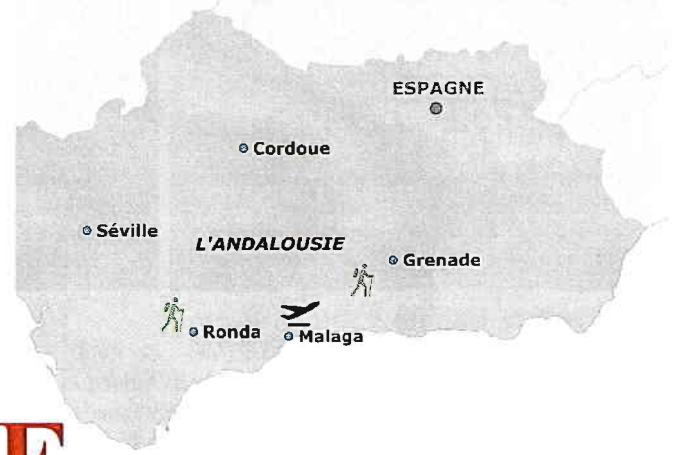 ESPAGNE
Cordoue
Séville
L'ANDALOUSIE
Grenade
Ronda
Malaga
E